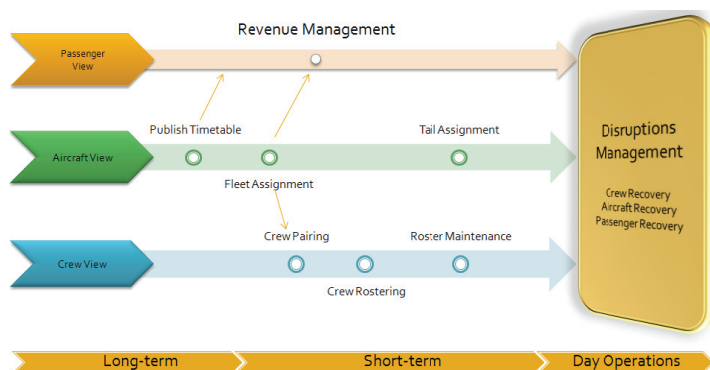 Revenue Management
Passenger
View
Publish Timetable
Tail Assignment
Aircraft View
Fleet Assignment
Crew Pairing
Roster Maintenance
Crew View
Crew Rostering
Disruptions
Management
Crew Recovery
Aircraft Recovery
Passenger Recovery
Long-term
Short-term
Day Operations